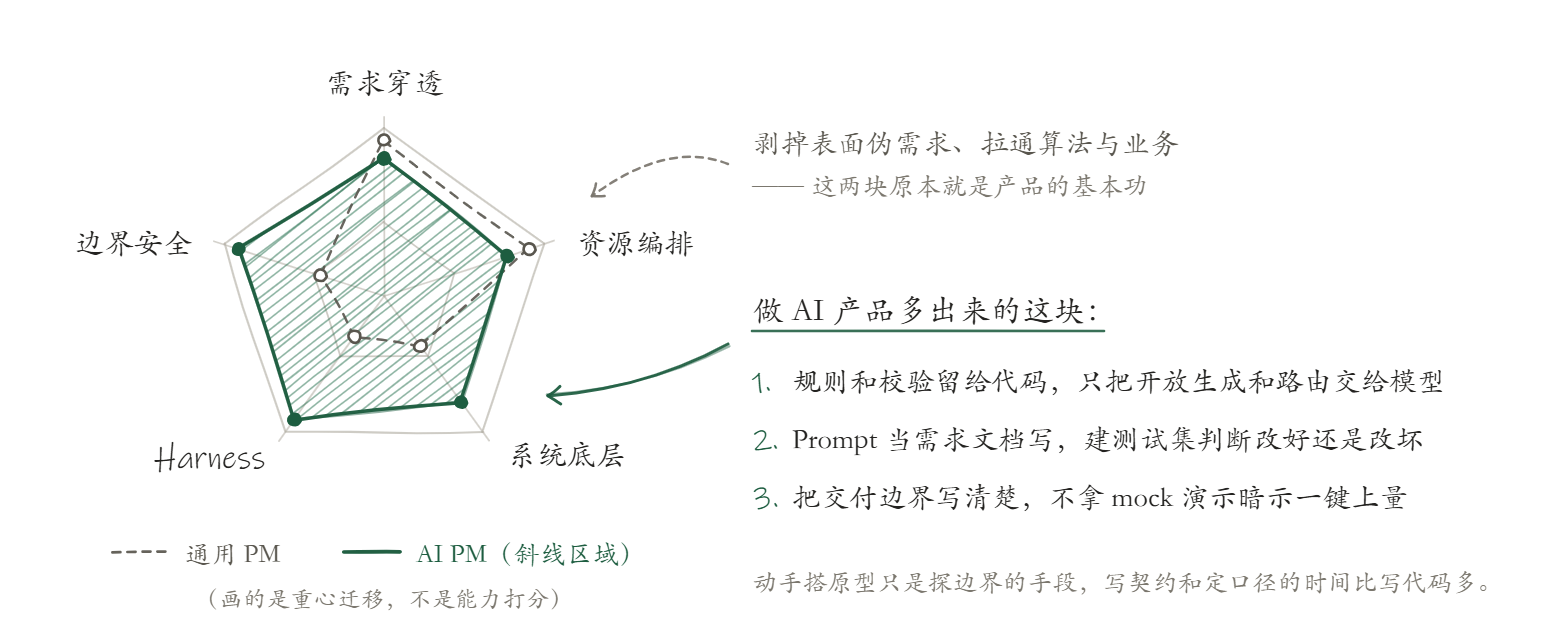 需求穿透
边界安全
资源编排
Harness
系统底层
通用 PM
AI PM（斜线区域）
（画的是重心迁移，不是能力打分）
剥掉表面伪需求、拉通算法与业务
—— 这两块原本就是产品的基本功
做 AI 产品多出来的这块：
1. 规则和校验留给代码，只把开放生成和路由交给模型
2. Prompt 当需求文档写，建测试集判断改好还是改坏
3. 把交付边界写清楚，不拿 mock 演示暗示一键上量
动手搭原型只是探边界的手段，写契约和定口径的时间比写代码多。